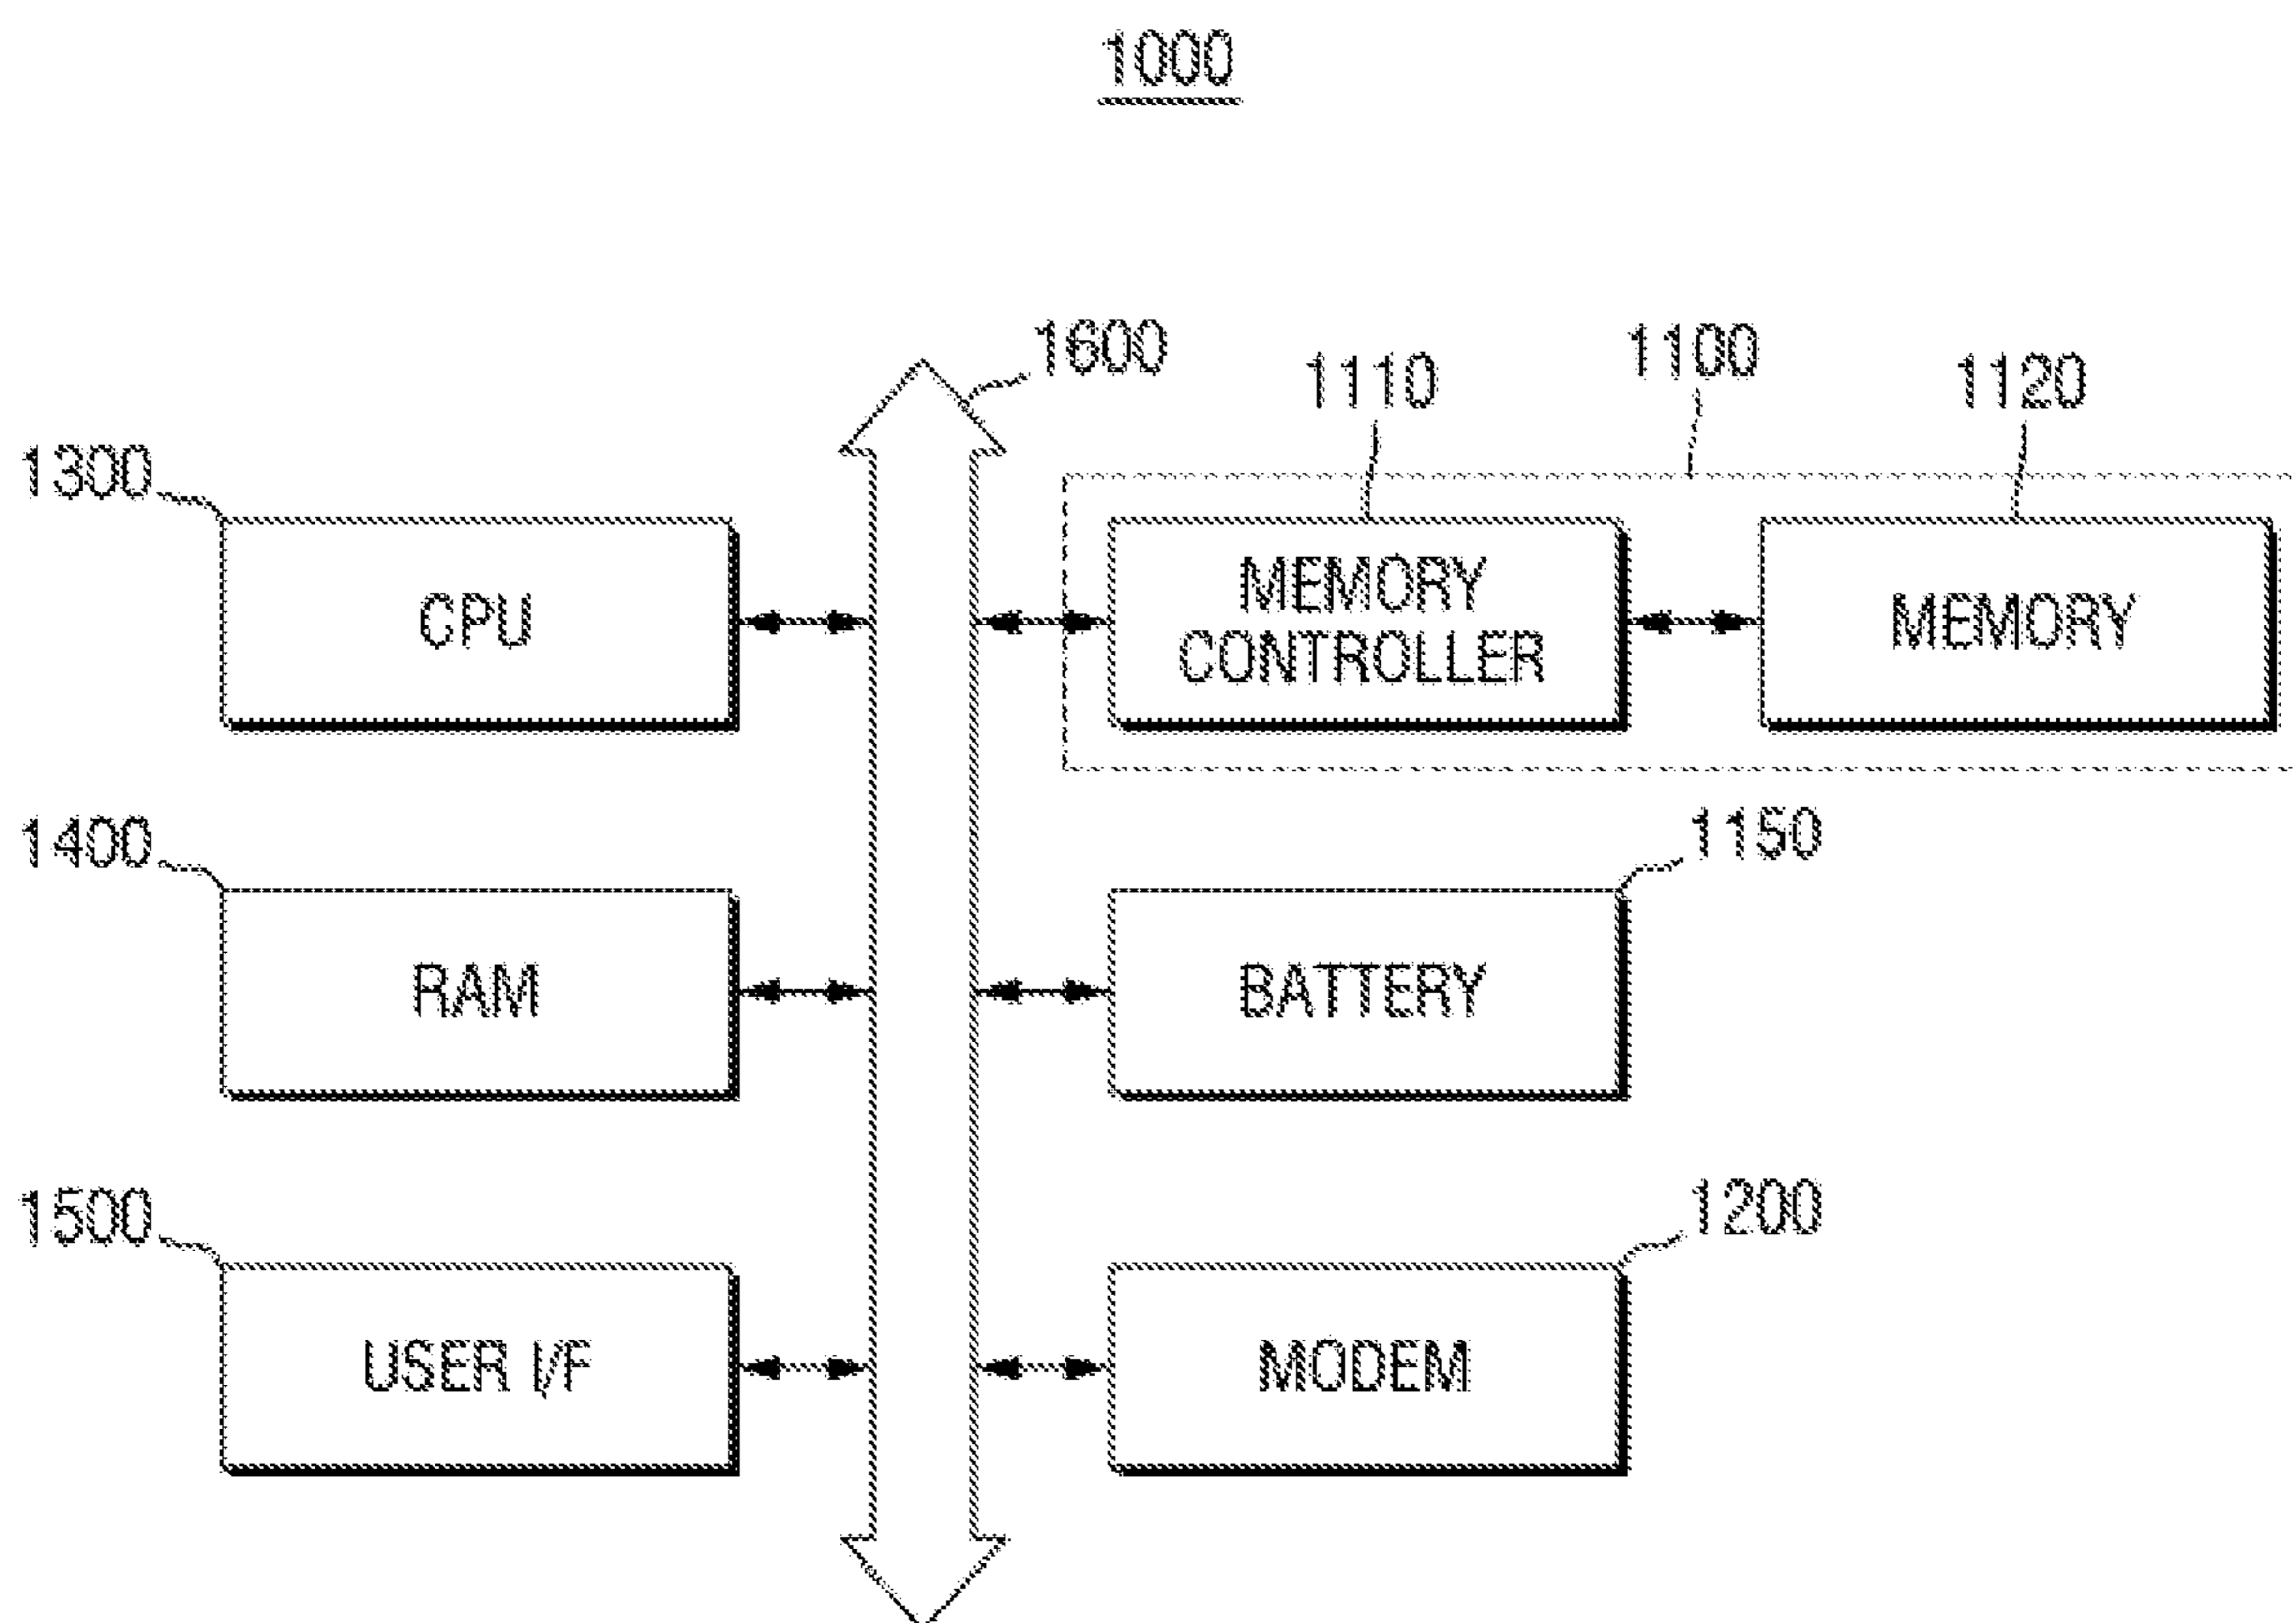 1000
1600
1100
1110
1120
1300
CPU
MEMORY
CONTROLLER
MEMORY
1400
1150
RAM
BATTERY
1500
1200
USER I/F
MODEM